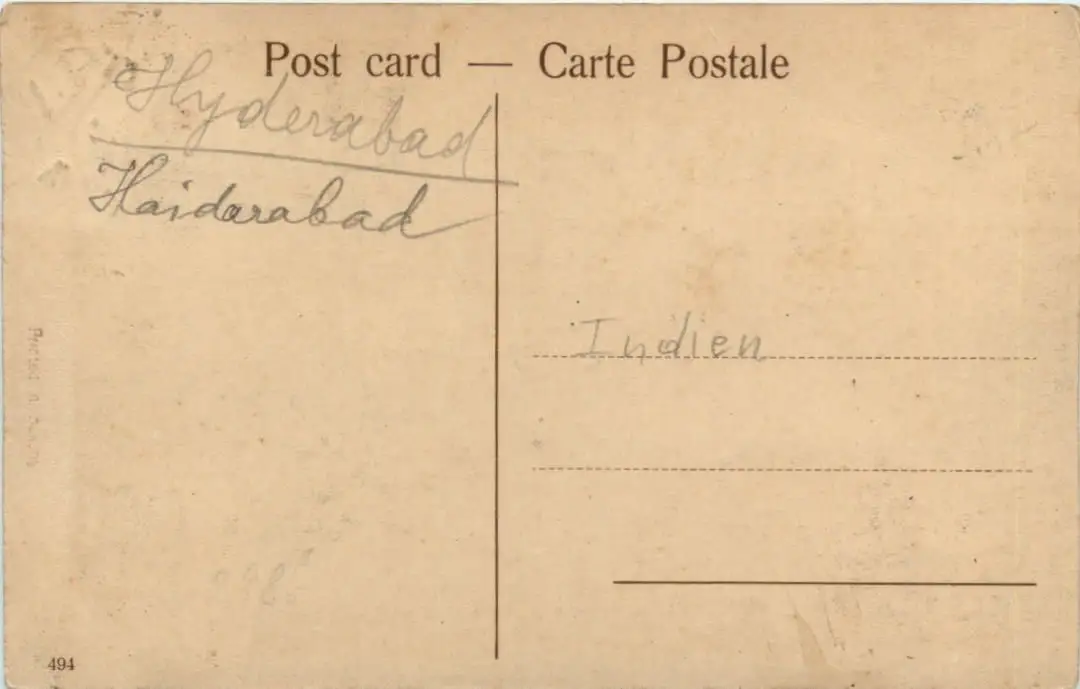 Post card — Carte Postale
Hyderabad
Haidarabad
Indien
494